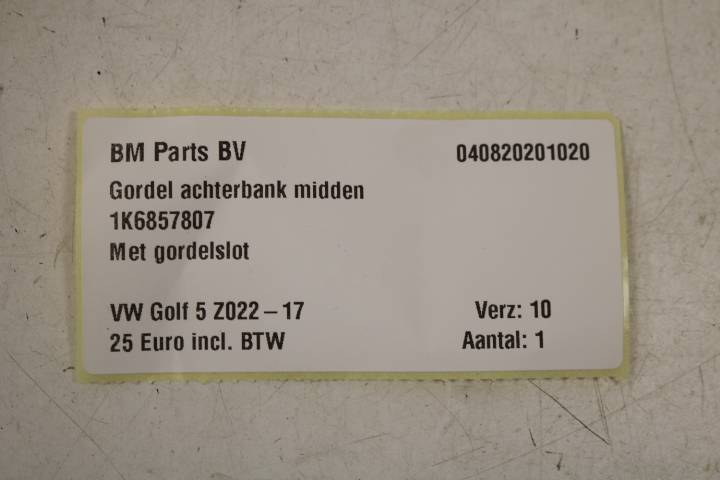 BM Parts BV 040820201020
Gordel achterbank midden
1K6857807
Met gordelslot
VW Golf 5 Z022 – 17 Verz: 10
25 Euro incl. BTW Aantal: 1